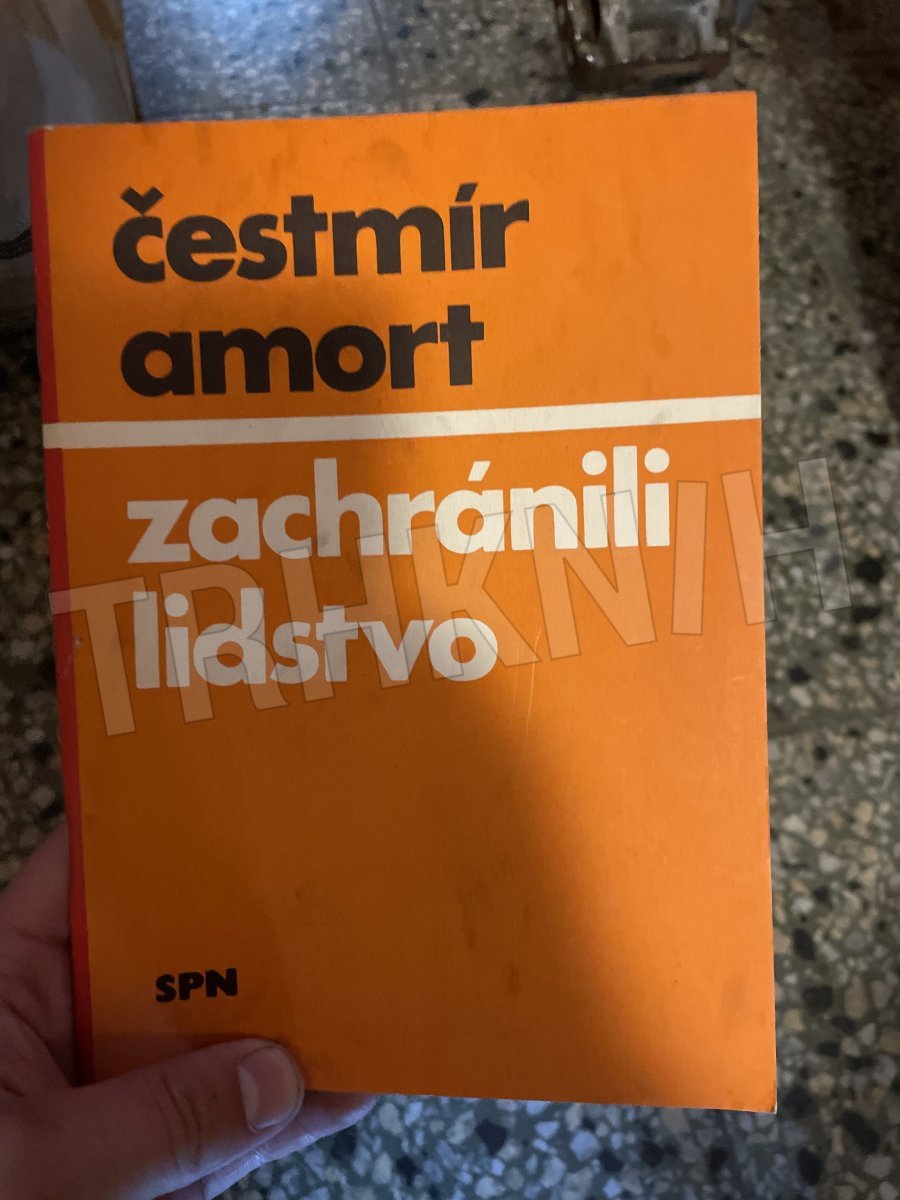 čestmír
amort
zachránili
lidstvo
TRHKNIH
SPN